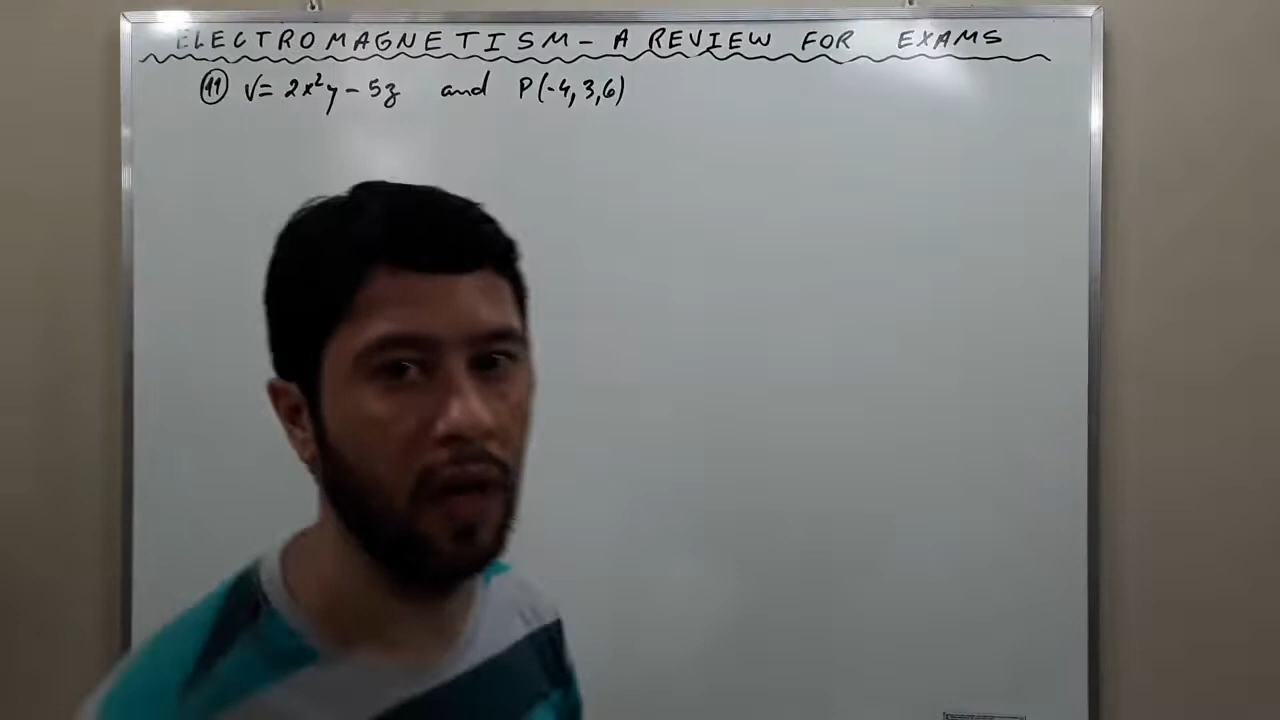 ELECTROMAGNETISM - A REVIEW FOR EXAMS
11 V = 2x²y - 5z and P(-4, 3, 6)